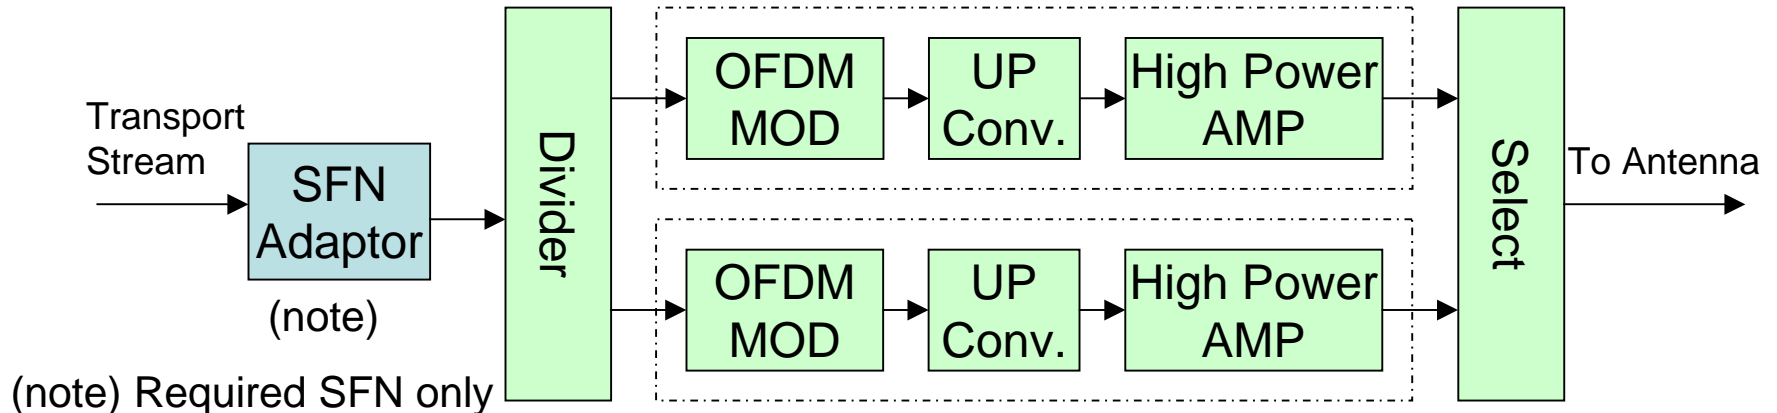 Transport
Stream
SFN
Adaptor
(note)
(note) Required SFN only
Divider
OFDM
MOD
UP
Conv.
High Power
AMP
OFDM
MOD
UP
Conv.
High Power
AMP
Select
To Antenna